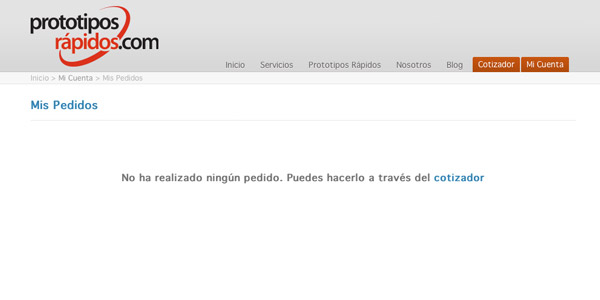 prototipos
rápidos.com
Inicio Servicios Prototipos Rápidos Nosotros Blog Cotizador Mi Cuenta
Inicio > Mi Cuenta > Mis Pedidos
Mis Pedidos
No ha realizado ningún pedido. Puedes hacerlo a través del cotizador